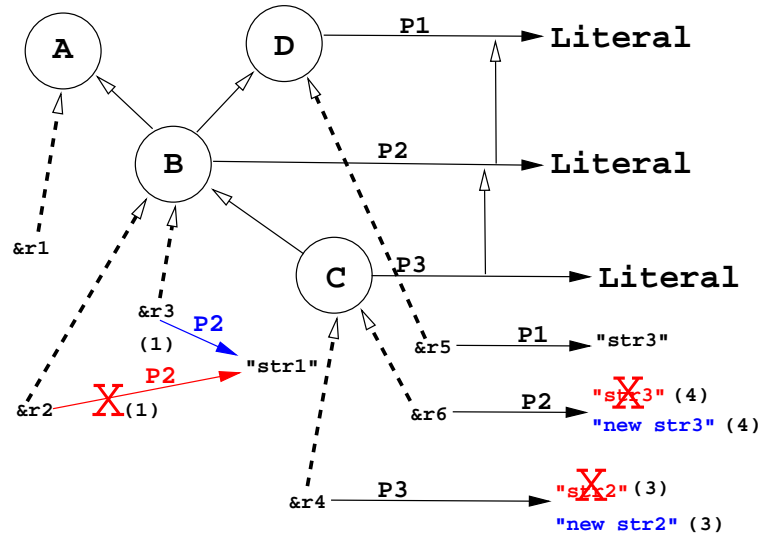 A D P1 Literal
B P2 Literal
&r1
C P3 Literal
&r3 P2
(1)
&r5 P1 "str3"
"str1"
P2
&r2 X (1)
&r6 P2 "str3" X (4)
"new str3" (4)
&r4 P3 "str2" X (3)
"new str2" (3)